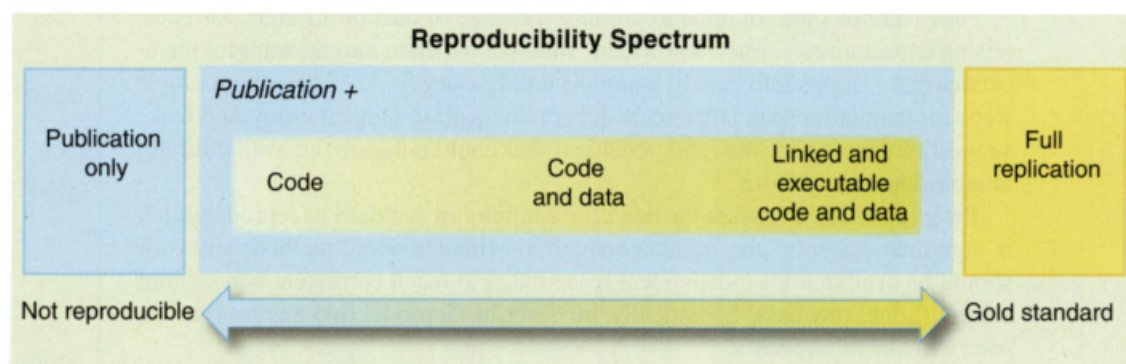 Reproducibility Spectrum
Publication
only
Publication +
Code
Code
and data
Linked and
executable
code and data
Full
replication
Not reproducible
Gold standard